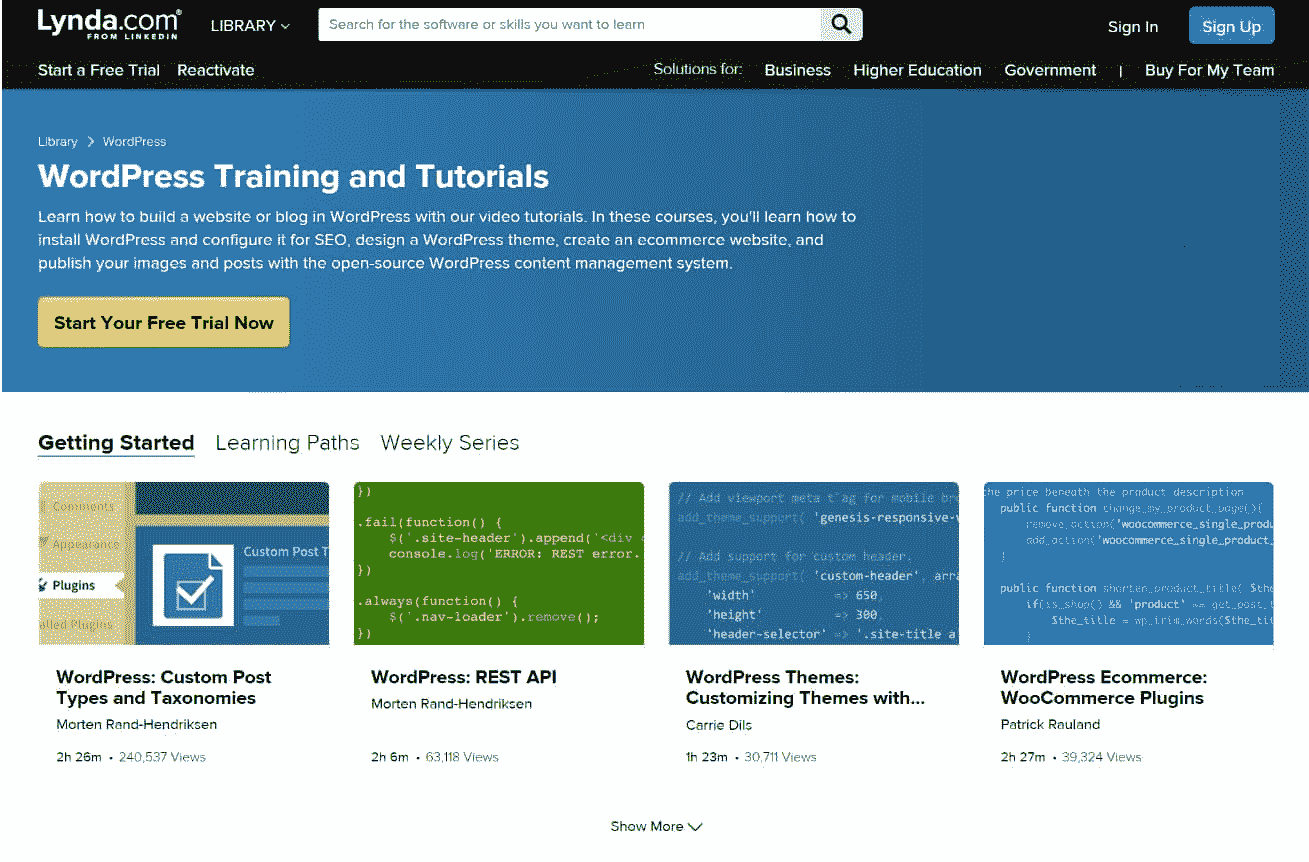 Lynda.com®
FROM LINKEDIN
LIBRARY
Search for the software or skills you want to learn
Sign In
Sign Up
Start a Free Trial
Reactivate
Solutions for:
Business
Higher Education
Government
|
Buy For My Team
Library
WordPress
WordPress Training and Tutorials
Learn how to build a website or blog in WordPress with our video tutorials. In these courses, you'll learn how to
install WordPress and configure it for SEO, design a WordPress theme, create an ecommerce website, and
publish your images and posts with the open-source WordPress content management system.
Start Your Free Trial Now
Getting Started
Learning Paths
Weekly Series
Comments
Appearance
Plugins
alled Plugins
Custom Post T
})
.fail(function() {
$('.site-header').append('<div
console.log('ERROR: REST error.
})
.always(function() {
$('.nav-loader').remove();
})
// Add viewport meta tag for mobile bro
add_theme_support( 'genesis-responsive-v
// Add support for custom header.
add_theme_support( 'custom-header', arra
'width' => 650,
'height' => 300,
'header-selector' => '.site-title a
the price beneath the product description
public function change_my_product_page(){
remove_action('woocommerce_single_produ
add_action('woocommerce_single_product_
}
public function shorten_product_title( $the
if(is_shop() && 'product' == get_post_t
$the_title = wp_trim_words($the_tit
}
WordPress: Custom Post
Types and Taxonomies
Morten Rand-Hendriksen
2h 26m • 240,537 Views
WordPress: REST API
Morten Rand-Hendriksen
2h 6m • 63,118 Views
WordPress Themes:
Customizing Themes with...
Carrie Dils
1h 23m • 30,711 Views
WordPress Ecommerce:
WooCommerce Plugins
Patrick Rauland
2h 27m • 39,324 Views
Show More